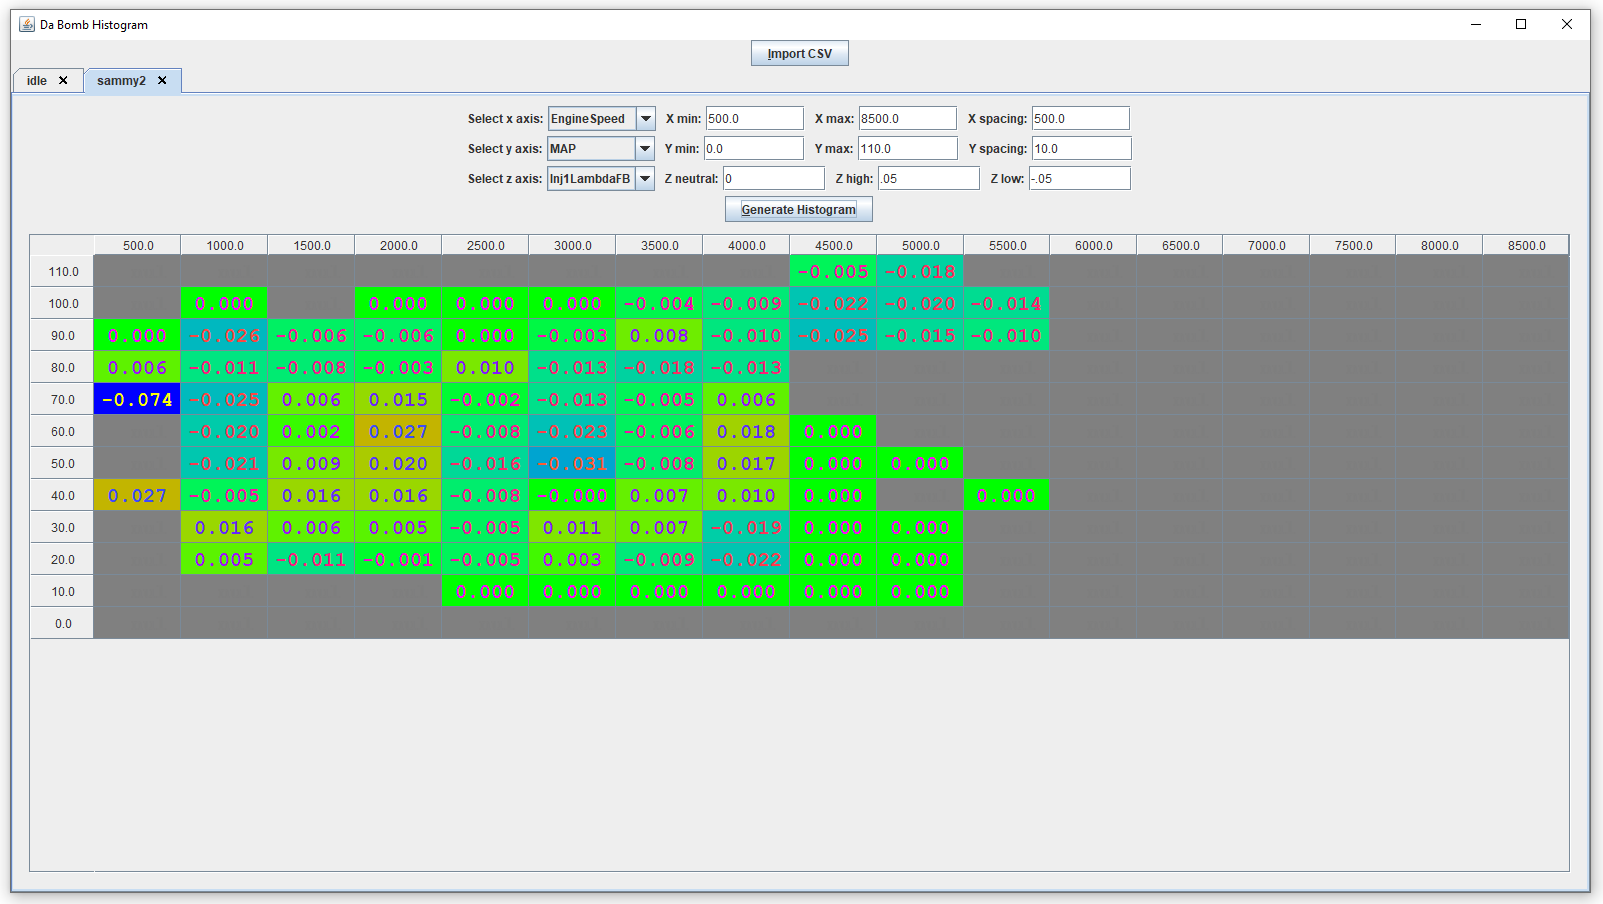 Da Bomb Histogram
Import CSV
idle sammy2
Select x axis: EngineSpeed X min: 500.0 X max: 8500.0 X spacing: 500.0
Select y axis: MAP Y min: 0.0 Y max: 110.0 Y spacing: 10.0
Select z axis: Inj1LambdaFB Z neutral: 0 Z high: .05 Z low: -.05
Generate Histogram
500.0 1000.0 1500.0 2000.0 2500.0 3000.0 3500.0 4000.0 4500.0 5000.0 5500.0 6000.0 6500.0 7000.0 7500.0 8000.0 8500.0
110.0 -0.005 -0.018
100.0 0.000 0.000 0.000 0.000 -0.004 -0.009 -0.022 -0.020 -0.014
90.0 0.000 -0.026 -0.006 -0.006 0.000 -0.003 0.008 -0.010 -0.025 -0.015 -0.010
80.0 0.006 -0.011 -0.008 -0.003 0.010 -0.013 -0.018 -0.013
70.0 -0.074 -0.025 0.006 0.015 -0.002 -0.013 -0.005 0.006
60.0 -0.020 0.002 0.027 -0.008 -0.023 -0.006 0.018 0.000
50.0 -0.021 0.009 0.020 -0.016 -0.031 -0.008 0.017 0.000 0.000
40.0 0.027 -0.005 0.016 0.016 -0.008 -0.000 0.007 0.010 0.000 0.000
30.0 0.016 0.006 0.005 -0.005 0.011 0.007 -0.019 0.000 0.000
20.0 0.005 -0.011 -0.001 -0.005 0.003 -0.009 -0.022 0.000 0.000
10.0 0.000 0.000 0.000 0.000 0.000 0.000
0.0